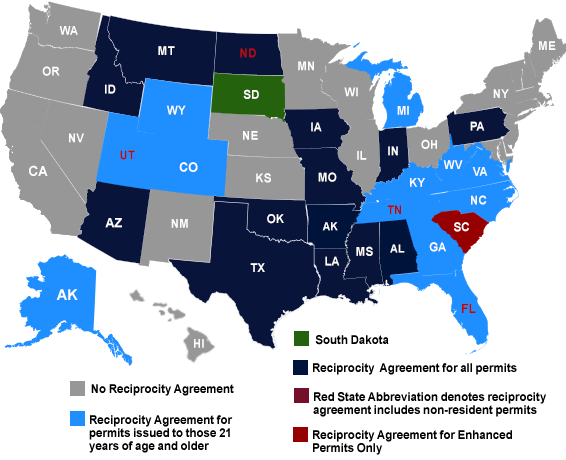 WA
ME
MT
ND
OR
MN
ID
WI
NY
SD
MI
WY
IA
PA
NE
OH
NV
IN
IL
UT
CO
WV
VA
CA
KS
MO
KY
NC
TN
OK
AZ
NM
AK
SC
MS
AL
GA
TX
LA
AK
FL
HI
South Dakota
Reciprocity Agreement for all permits
No Reciprocity Agreement
Red State Abbreviation denotes reciprocity
agreement includes non-resident permits
Reciprocity Agreement for
permits issued to those 21
years of age and older
Reciprocity Agreement for Enhanced
Permits Only